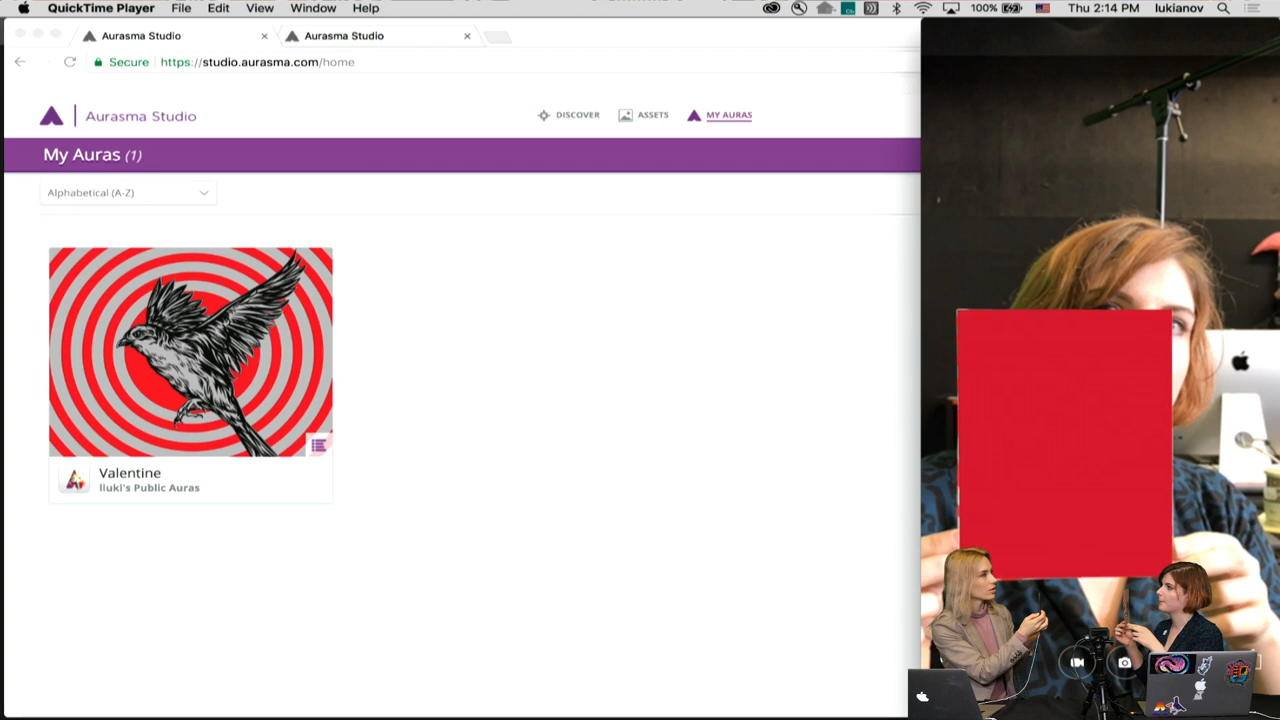 QuickTime Player File Edit View Window Help 100% Thu 2:14 PM lukianov
Aurasma Studio Aurasma Studio
Secure https://studio.aurasma.com/home
Aurasma Studio DISCOVER ASSETS MY AURAS
My Auras (1)
Alphabetical (A-Z)
Valentine
lluki's Public Auras